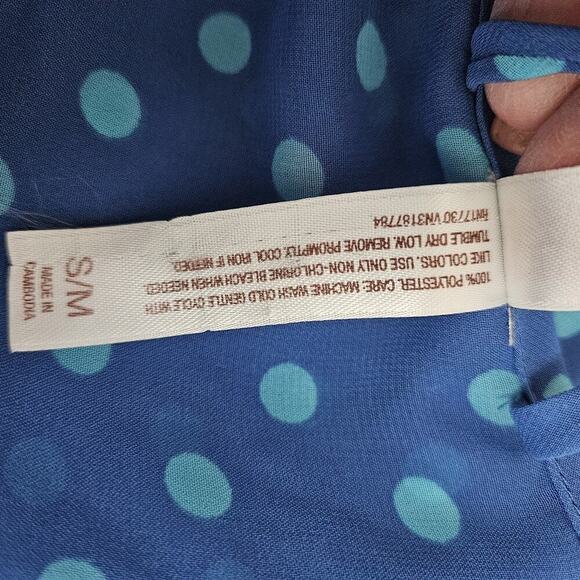 100% POLYESTER. CARE: MACHINE WASH COLD GENTLE CYCLE WITH
LIKE COLORS. USE ONLY NON-CHLORINE BLEACH WHEN NEEDED
TUMBLE DRY LOW. REMOVE PROMPTLY. COOL IRON IF NEEDED.
RN17730 VN3187784
S/M
MADE IN
CAMBODIA